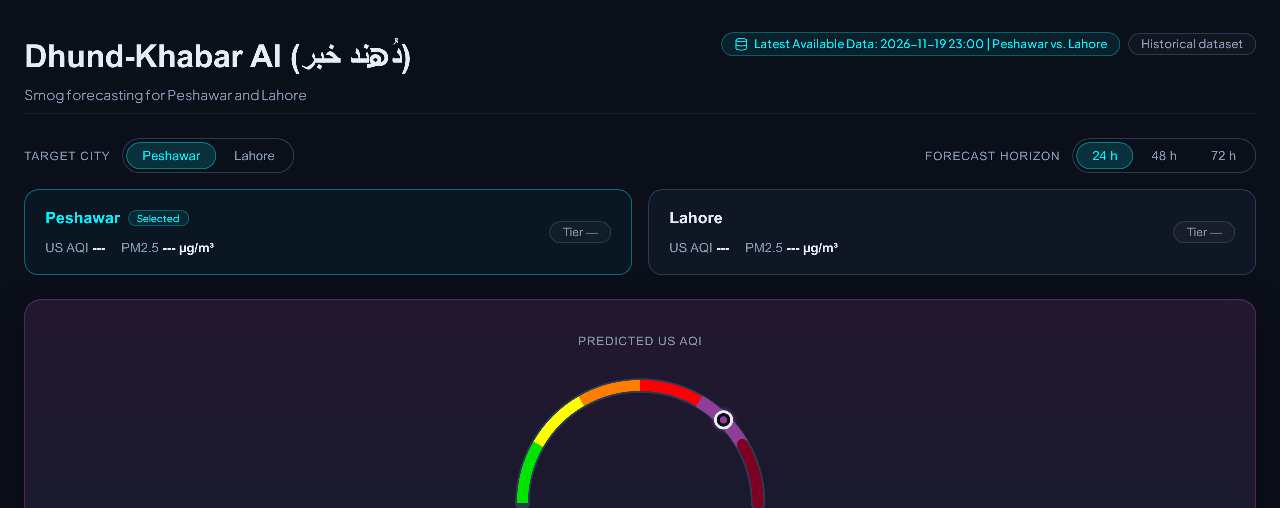 Dhund-Khabar AI (دُھند خبر)
Latest Available Data: 2026-11-19 23:00 | Peshawar vs. Lahore
Historical dataset
Smog forecasting for Peshawar and Lahore
TARGET CITY
Peshawar
Lahore
FORECAST HORIZON
24 h
48 h
72 h
Peshawar
Selected
US AQI ---
PM2.5 --- µg/m³
Tier —
Lahore
US AQI ---
PM2.5 --- µg/m³
Tier —
PREDICTED US AQI